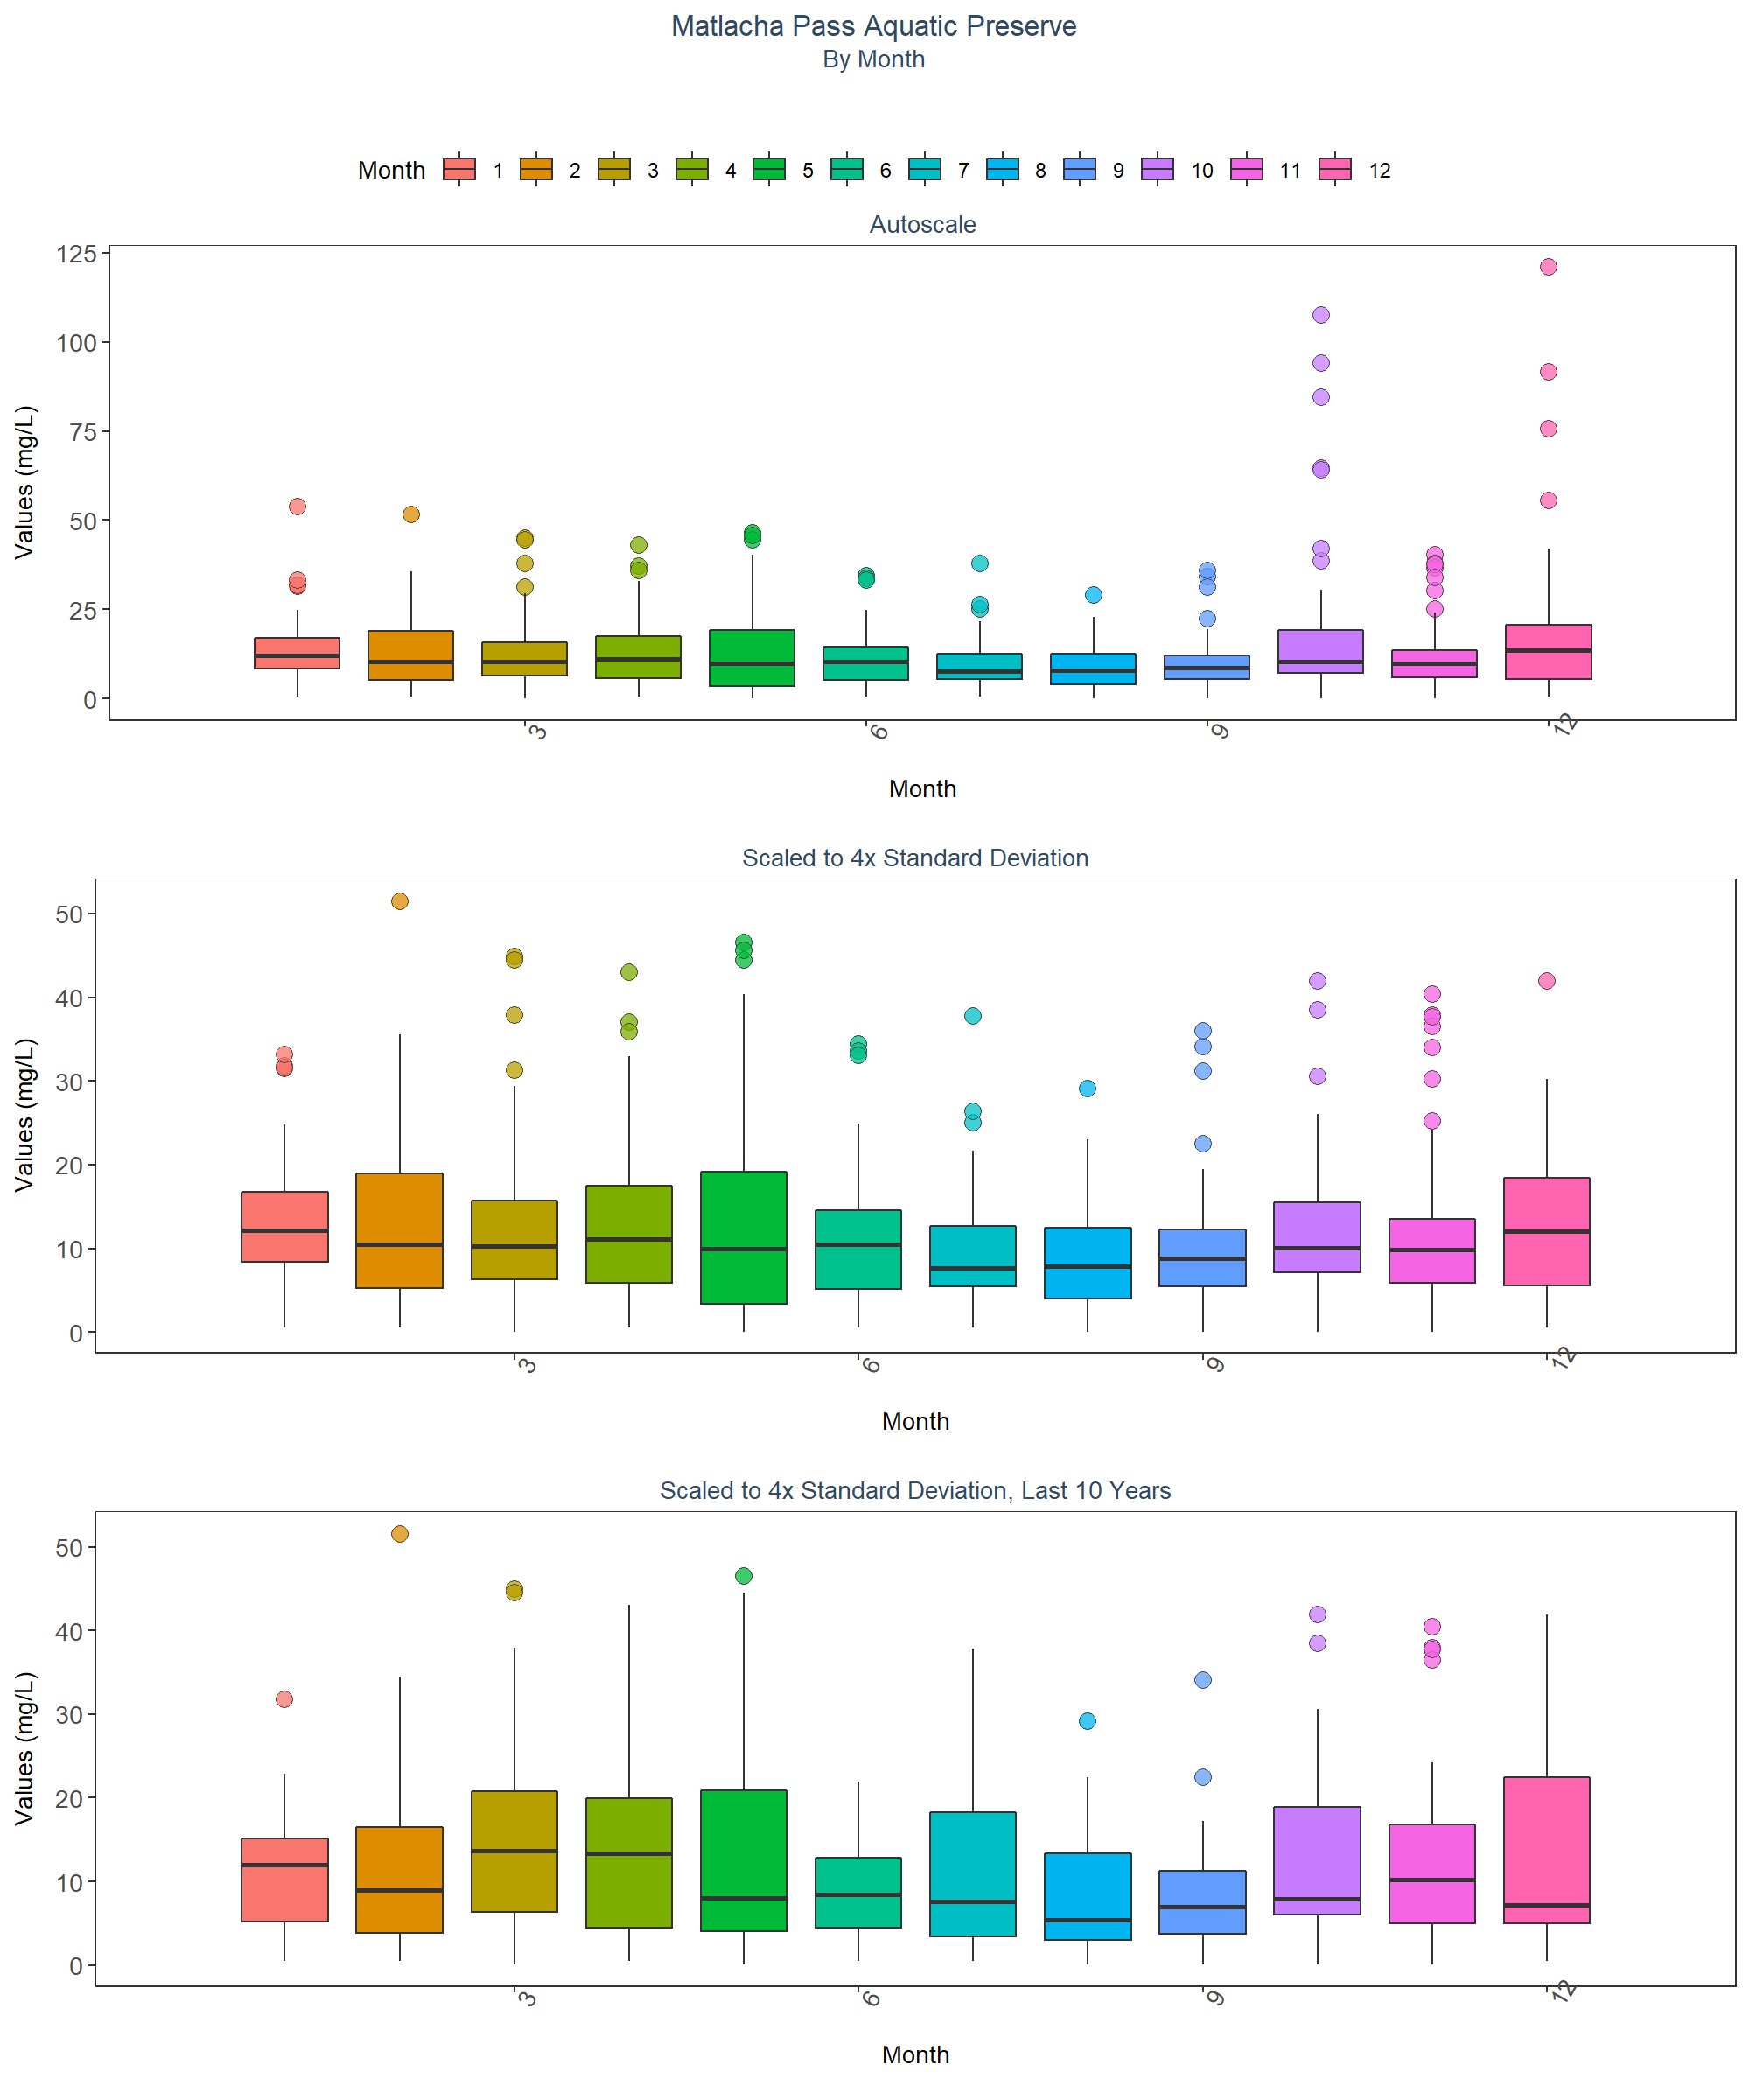 Matlacha Pass Aquatic Preserve
By Month
Month 1 2 3 4 5 6 7 8 9 10 11 12
Autoscale
Values (mg/L)
125
100
75
50
25
0
3 6 9 12
Month
Scaled to 4x Standard Deviation
Values (mg/L)
50
40
30
20
10
0
3 6 9 12
Month
Scaled to 4x Standard Deviation, Last 10 Years
Values (mg/L)
50
40
30
20
10
0
3 6 9 12
Month